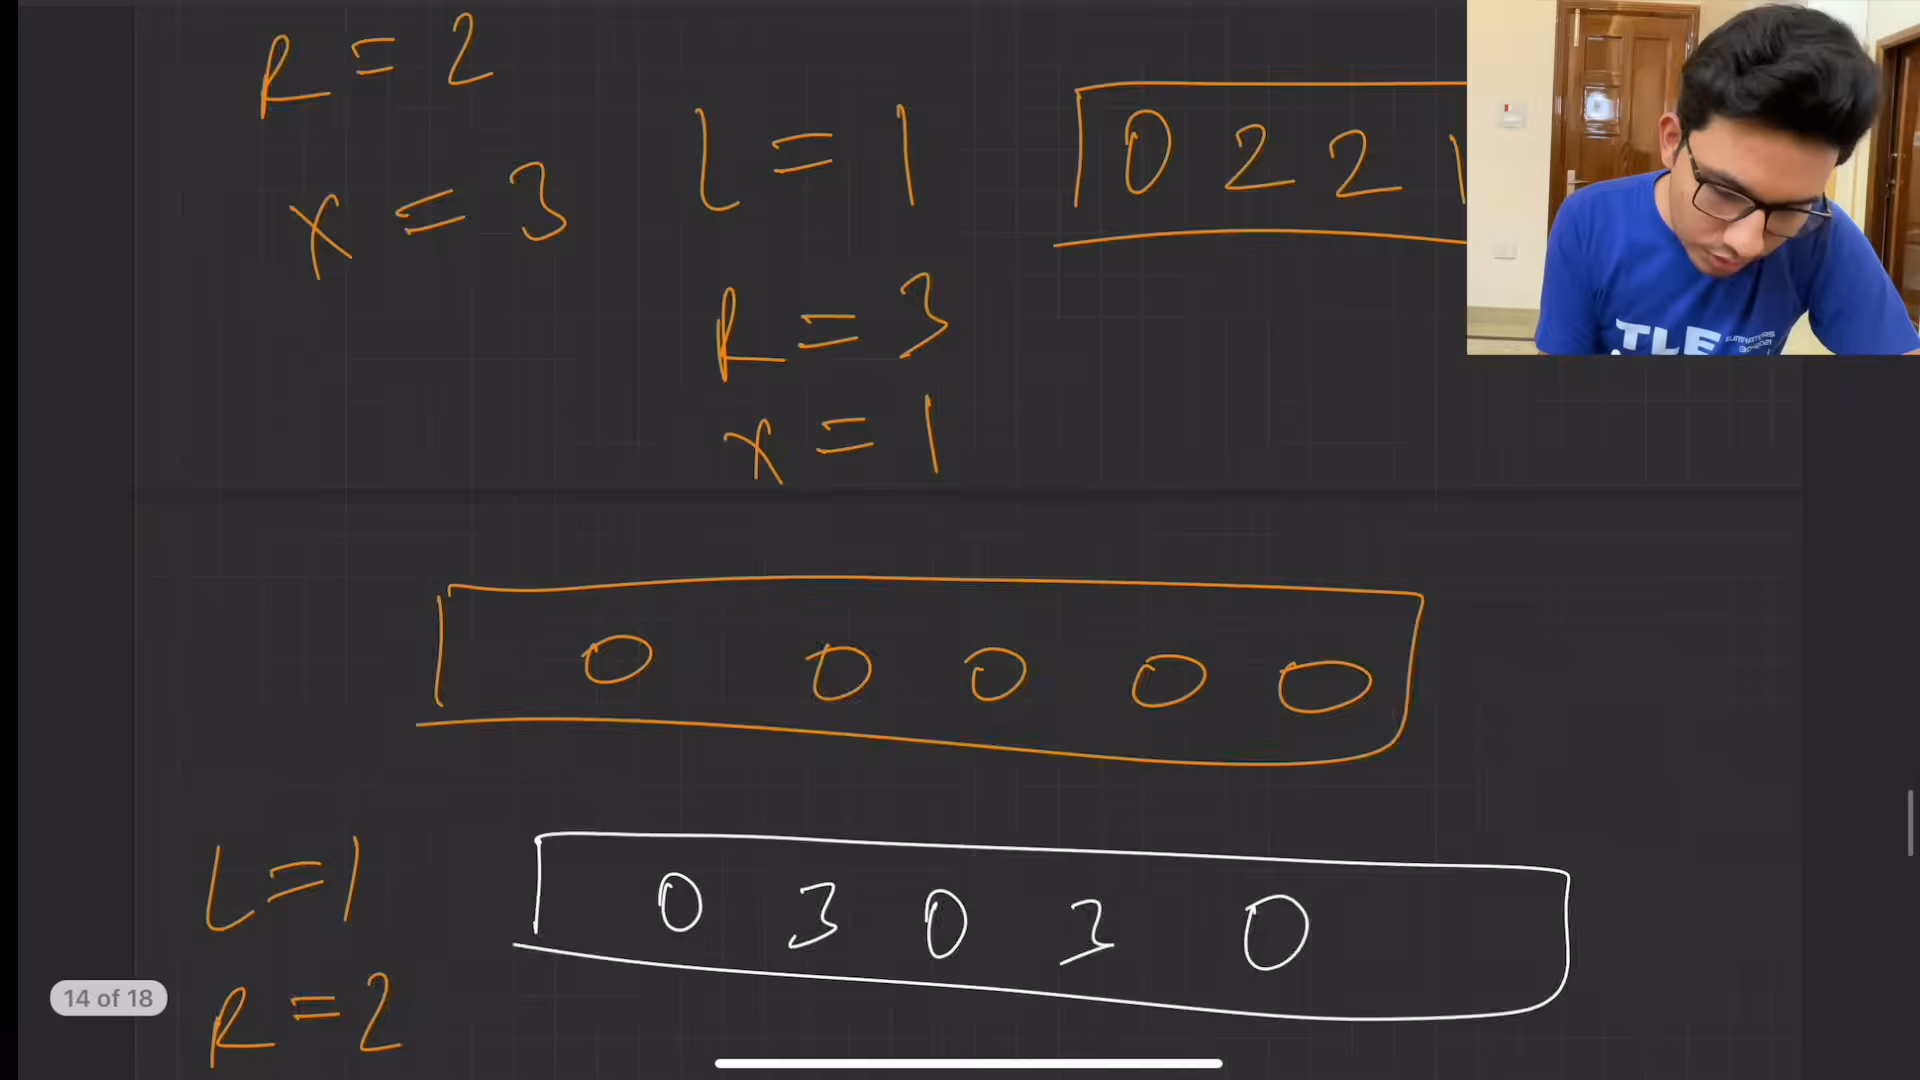 R = 2
x = 3
l = 1
0 2 2 1
R = 3
x = 1
0 0 0 0 0
L = 1
R = 2
0 3 0 3 0
TLE
14 of 18